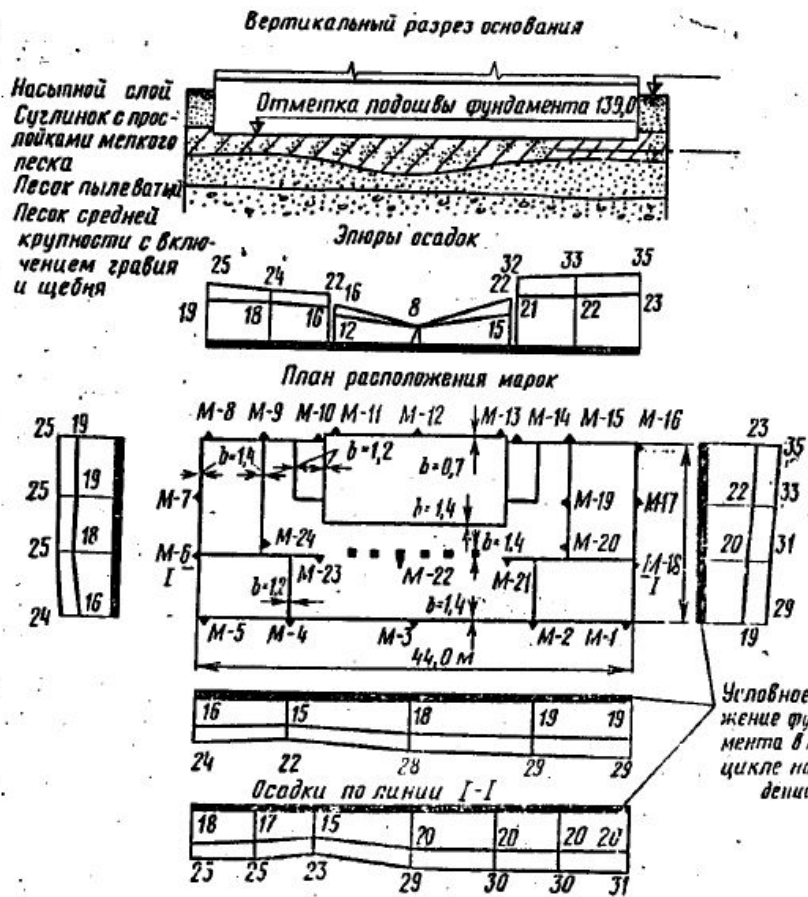 Вертикальный разрез основания
Насыпной слой
Суглинок с прос-
лойками мелкого
песка
Песок пылеватый
Песок средней
крупности с вклю-
чением гравия
и щебня
Отметка подошвы фундамента 139,0
Эпюры осадок
25 24 22 16 8 22 32 33 35
19 18 16 12 15 21 22 23
План расположения марок
М-8 М-9 М-10 М-11 М-12 М-13 М-14 М-15 М-16
25 19
b=1,4 b=1,2 b=0,7
23 35
25 19
М-7 b=1,4 М-19 М-17
22 33
25 18
М-6 М-24 М-23 М-22 b=1.4 М-20 М-21 М-18
20 31
I I
b=1,2 b=1,4
24 16
М-5 М-4 М-3 М-2 М-1
19 29
44,0 м
16 15 18 19 19
24 22 28 29 29
Условное
жение фу
мента в
цикле на
дений
Осадки по линии I-I
18 17 15 20 20 20 20
25 25 23 29 30 30 31